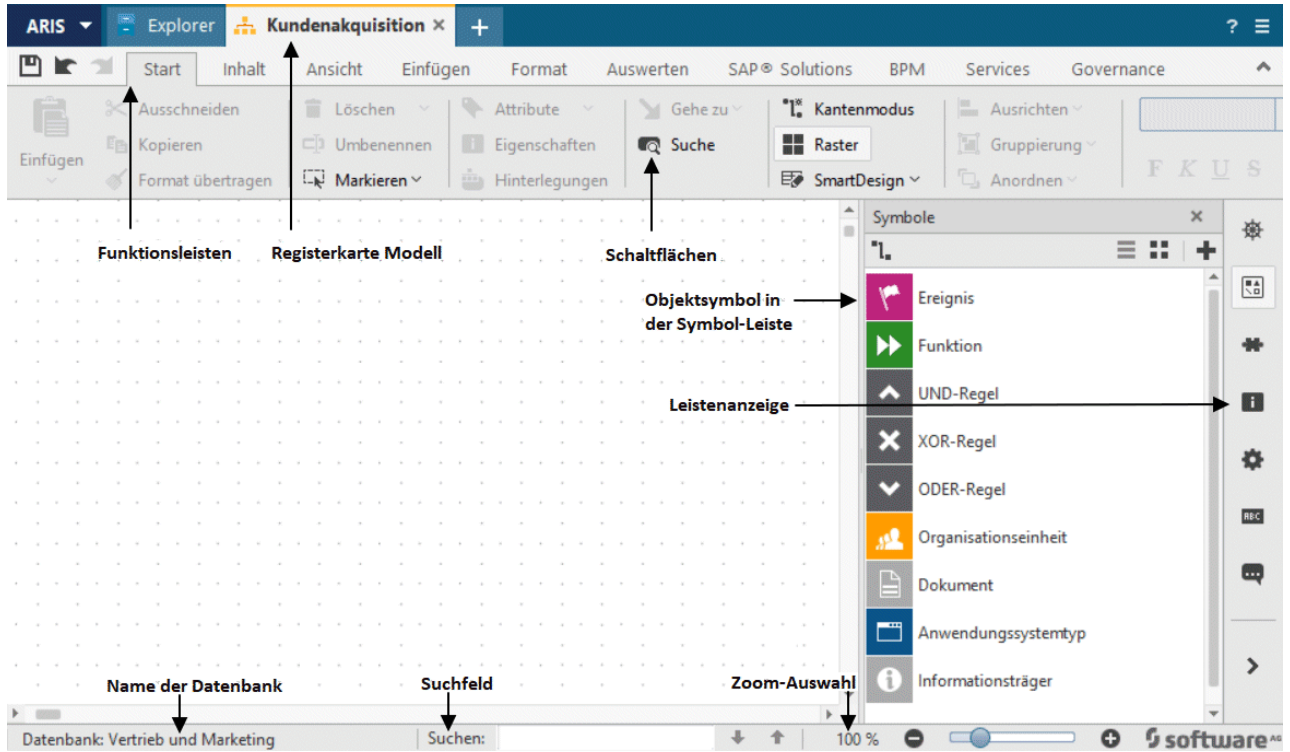 ARIS Explorer Kundenakquisition × + ?
Start Inhalt Ansicht Einfügen Format Auswerten SAP® Solutions BPM Services Governance
Einfügen
Ausschneiden
Kopieren
Format übertragen
Löschen
Umbenennen
Markieren
Attribute
Eigenschaften
Hinterlegungen
Gehe zu
Suche
Kantenmodus
Raster
SmartDesign
Ausrichten
Gruppierung
Anordnen
F K U S
Funktionsleisten
Registerkarte Modell
Schaltflächen
Objektsymbol in
der Symbol-Leiste
Leistenanzeige
Symbole ×
Ereignis
Funktion
UND-Regel
XOR-Regel
ODER-Regel
Organisationseinheit
Dokument
Anwendungssystemtyp
Informationsträger
ABC
Name der Datenbank
Suchfeld
Zoom-Auswahl
Datenbank: Vertrieb und Marketing
Suchen:
100 %
software AG